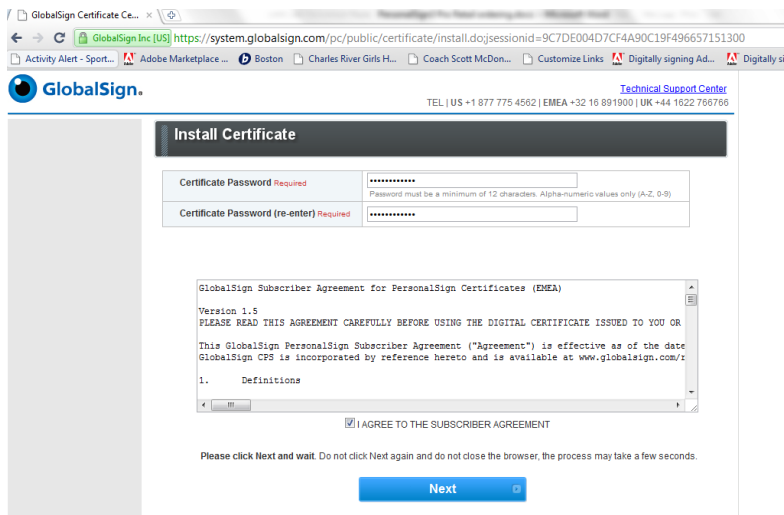 GlobalSign Certificate Ce...
GlobalSign Inc [US] https://system.globalsign.com/pc/public/certificate/install.do;jsessionid=9C7DE004D7CF4A90C19F496657151300
Activity Alert - Sport... Adobe Marketplace ... Boston Charles River Girls H... Coach Scott McDon... Customize Links Digitally signing Ad... Digitally si
GlobalSign.
Technical Support Center
TEL | US +1 877 775 4562 | EMEA +32 16 891900 | UK +44 1622 766766
Install Certificate
Certificate Password Required
••••••••••••
Password must be a minimum of 12 characters. Alpha-numeric values only (A-Z, 0-9)
Certificate Password (re-enter) Required
••••••••••••
GlobalSign Subscriber Agreement for PersonalSign Certificates (EMEA)
Version 1.5
PLEASE READ THIS AGREEMENT CAREFULLY BEFORE USING THE DIGITAL CERTIFICATE ISSUED TO YOU OR
This GlobalSign PersonalSign Subscriber Agreement ("Agreement") is effective as of the date
GlobalSign CPS is incorporated by reference hereto and is available at www.globalsign.com/r
1. Definitions
I AGREE TO THE SUBSCRIBER AGREEMENT
Please click Next and wait. Do not click Next again and do not close the browser, the process may take a few seconds.
Next